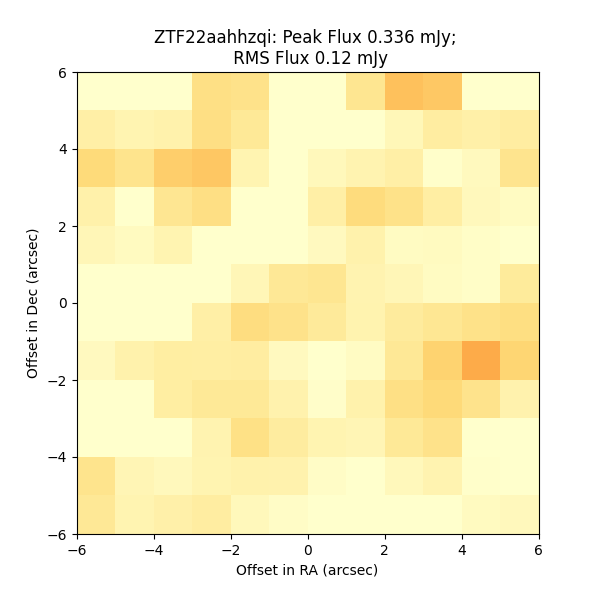 ZTF22aahhzqi: Peak Flux 0.336 mJy;
RMS Flux 0.12 mJy
6
4
2
0
−2
−4
−6
Offset in Dec (arcsec)
−6 −4 −2 0 2 4 6
Offset in RA (arcsec)